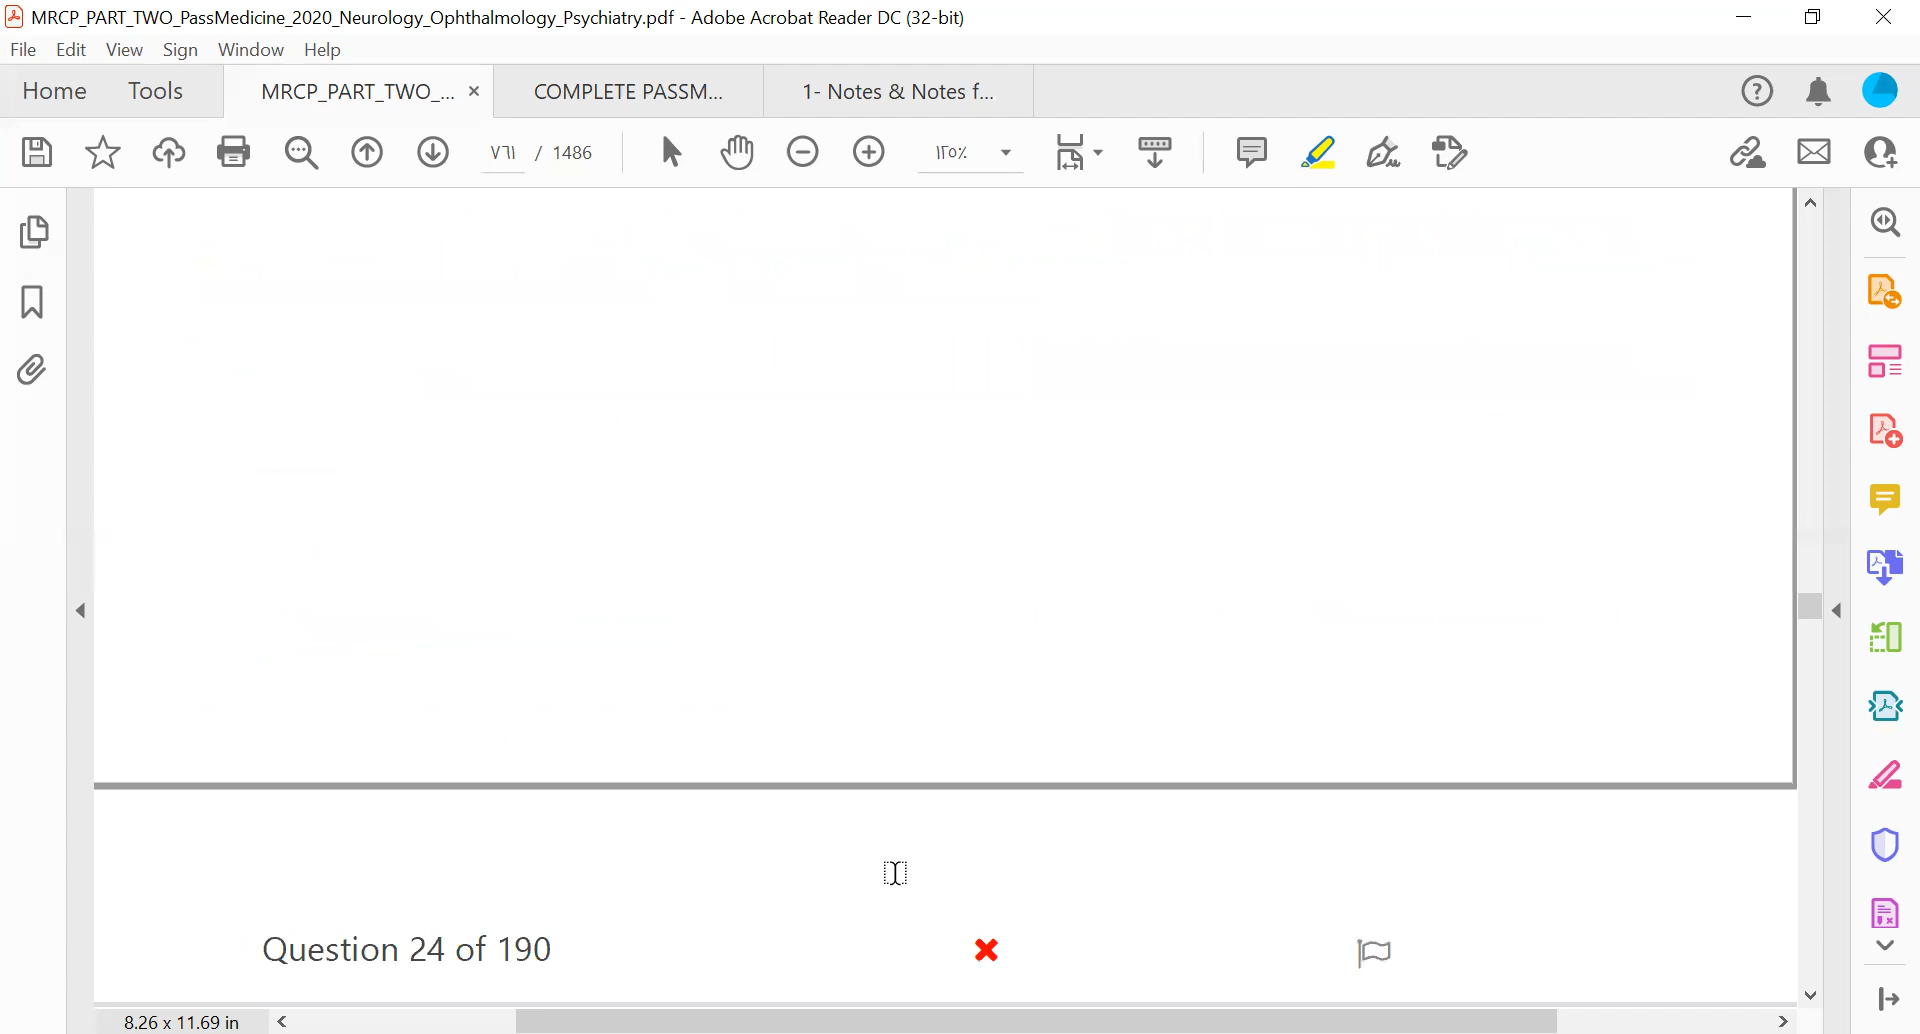 MRCP_PART_TWO_PassMedicine_2020_Neurology_Ophthalmology_Psychiatry.pdf - Adobe Acrobat Reader DC (32-bit)
File Edit View Sign Window Help
Home Tools MRCP_PART_TWO_... × COMPLETE PASSM... 1- Notes & Notes f...
٧٦١ / 1486 ١٢٥٪
Question 24 of 190
8.26 x 11.69 in